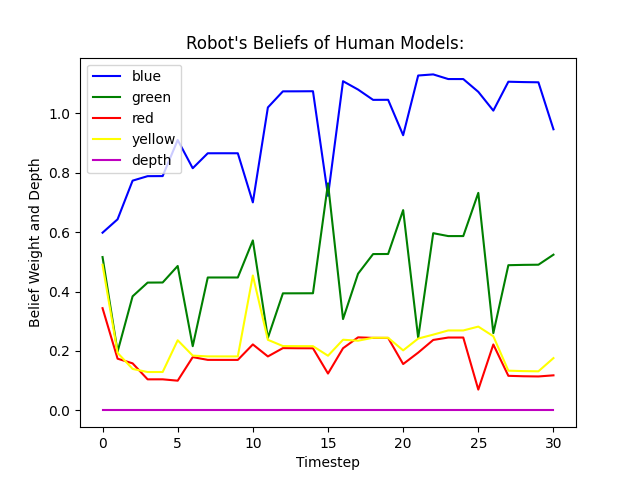 Robot's Beliefs of Human Models:
blue
green
red
yellow
depth
Belief Weight and Depth
1.0
0.8
0.6
0.4
0.2
0.0
0 5 10 15 20 25 30
Timestep